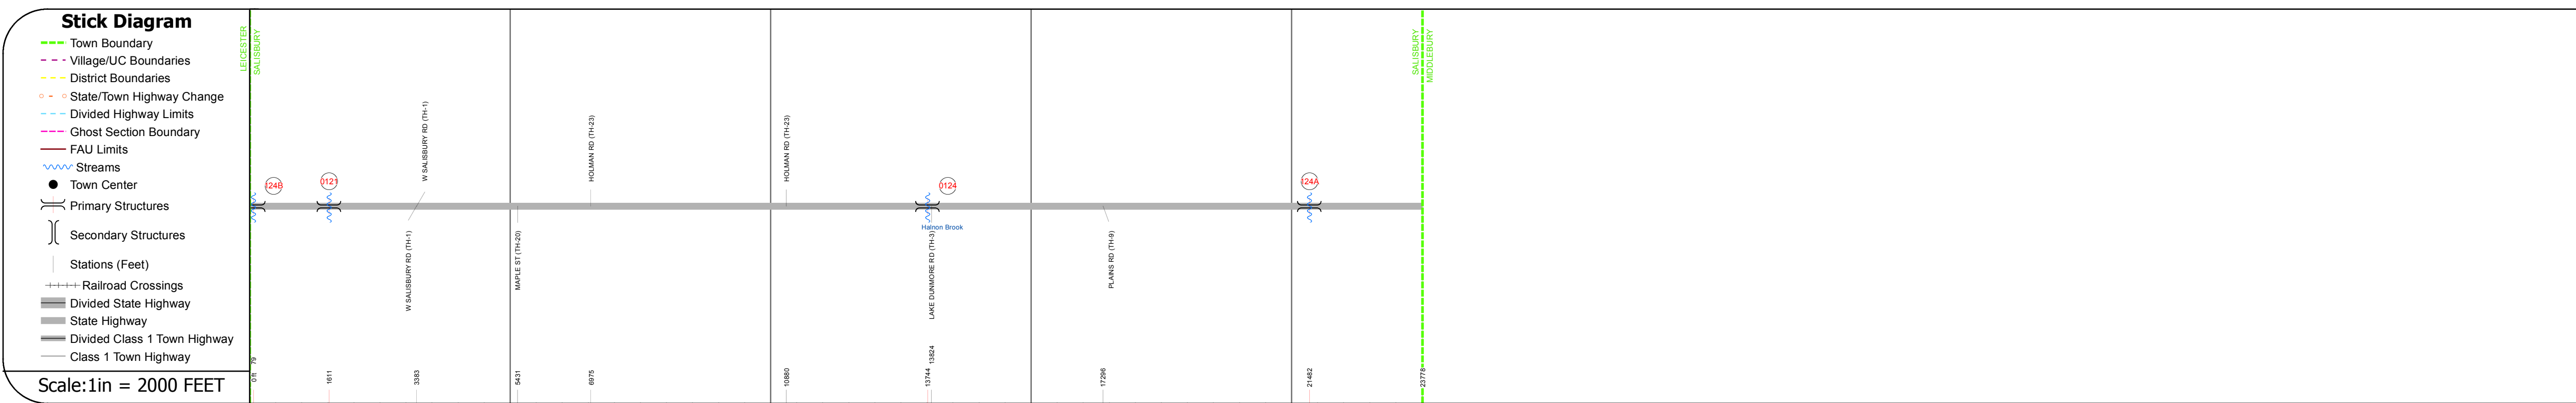 Stick Diagram
Town Boundary
Village/UC Boundaries
District Boundaries
State/Town Highway Change
Divided Highway Limits
Ghost Section Boundary
FAU Limits
Streams
Town Center
Primary Structures
Secondary Structures
Stations (Feet)
Railroad Crossings
Divided State Highway
State Highway
Divided Class 1 Town Highway
Class 1 Town Highway
Scale:1in = 2000 FEET
LEICESTER
SALISBURY
SALISBURY
MIDDLEBURY
W SALISBURY RD (TH-1)
HOLMAN RD (TH-23)
HOLMAN RD (TH-23)
124B
0121
0124
124A
Halnon Brook
W SALISBURY RD (TH-1)
MAPLE ST (TH-20)
LAKE DUNMORE RD (TH-3)
PLAINS RD (TH-9)
0 ft
79
1611
3383
5431
6975
10880
13744
13824
17296
21482
23778